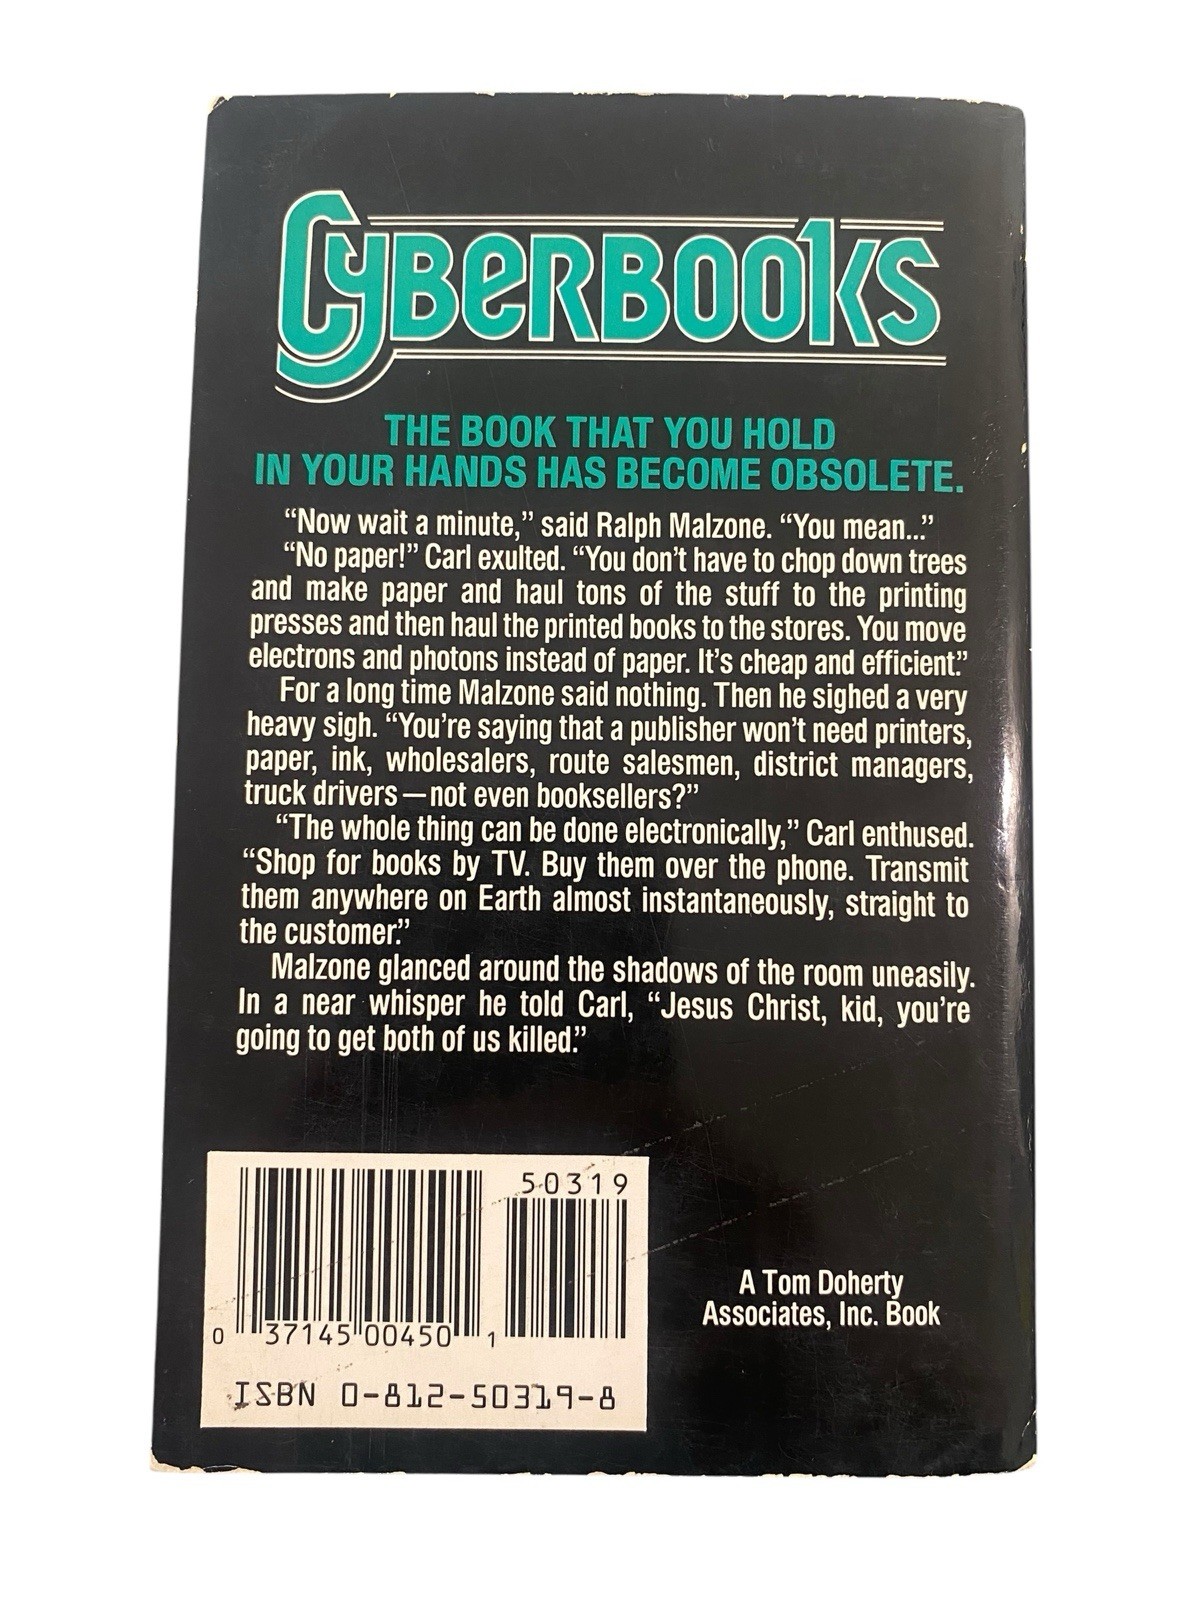 CYBERBOOKS
THE BOOK THAT YOU HOLD
IN YOUR HANDS HAS BECOME OBSOLETE.
“Now wait a minute,” said Ralph Malzone. “You mean...”
“No paper!” Carl exulted. “You don’t have to chop down trees
and make paper and haul tons of the stuff to the printing
presses and then haul the printed books to the stores. You move
electrons and photons instead of paper. It’s cheap and efficient.”
For a long time Malzone said nothing. Then he sighed a very
heavy sigh. “You’re saying that a publisher won’t need printers,
paper, ink, wholesalers, route salesmen, district managers,
truck drivers—not even booksellers?”
“The whole thing can be done electronically,” Carl enthused.
“Shop for books by TV. Buy them over the phone. Transmit
them anywhere on Earth almost instantaneously, straight to
the customer.”
Malzone glanced around the shadows of the room uneasily.
In a near whisper he told Carl, “Jesus Christ, kid, you’re
going to get both of us killed.”
50319
0 37145 00450 1
ISBN 0-812-50319-8
A Tom Doherty
Associates, Inc. Book